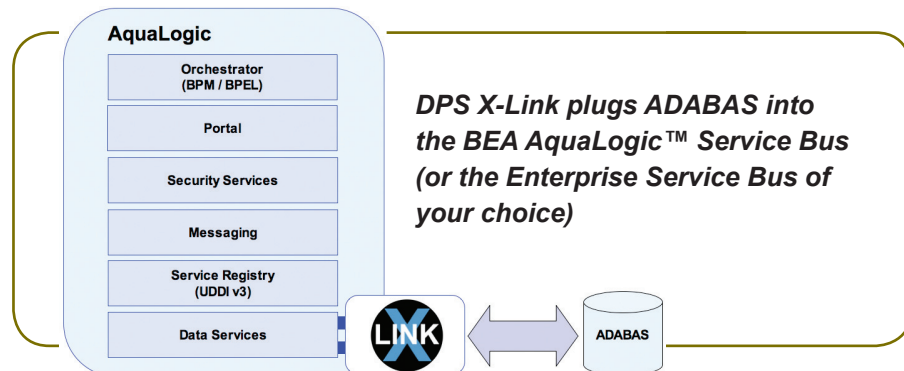 AquaLogic
Orchestrator
(BPM / BPEL)
Portal
Security Services
Messaging
Service Registry
(UDDI v3)
Data Services
DPS X-Link plugs ADABAS into
the BEA AquaLogic™ Service Bus
(or the Enterprise Service Bus of
your choice)
X LINK
ADABAS